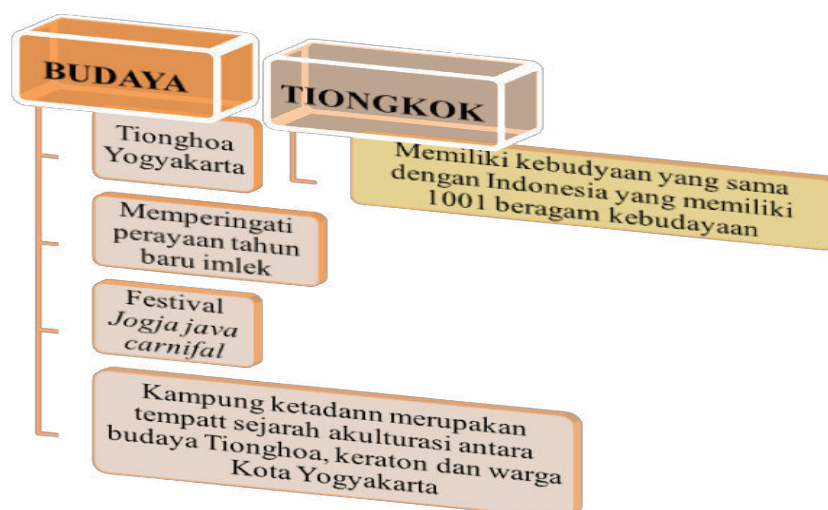 BUDAYA
Tionghoa
Yogyakarta
Memperingati
perayaan tahun
baru imlek
Festival
Jogja java
carnifal
Kampung ketadann merupakan
tempatt sejarah akulturasi antara
budaya Tionghoa, keraton dan warga
Kota Yogyakarta
TIONGKOK
Memiliki kebudyaan yang sama
dengan Indonesia yang memiliki
1001 beragam kebudayaan